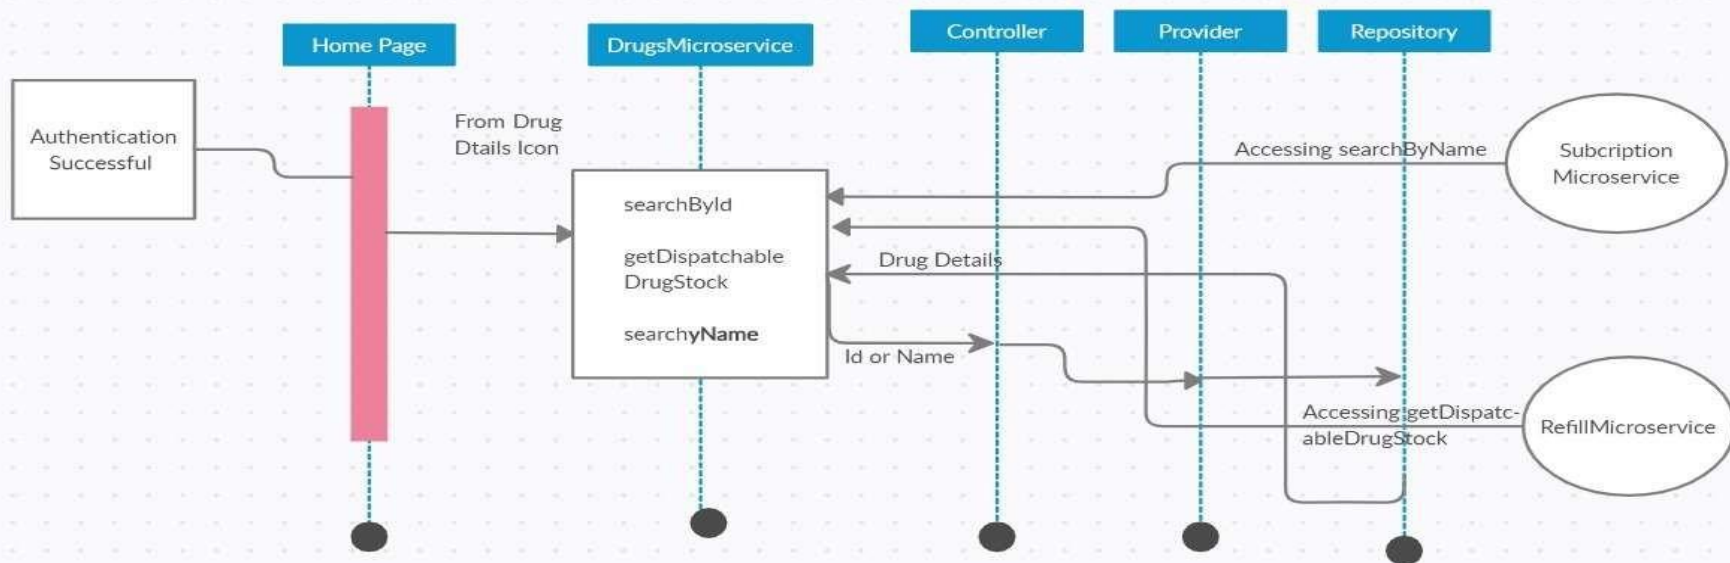 Home Page
DrugsMicroservice
Controller
Provider
Repository
Authentication
Successful
From Drug
Dtails Icon
searchById
getDispatchable
DrugStock
searchyName
Accessing searchByName
Subcription
Microservice
Drug Details
Id or Name
Accessing getDispatc-
ableDrugStock
RefillMicroservice